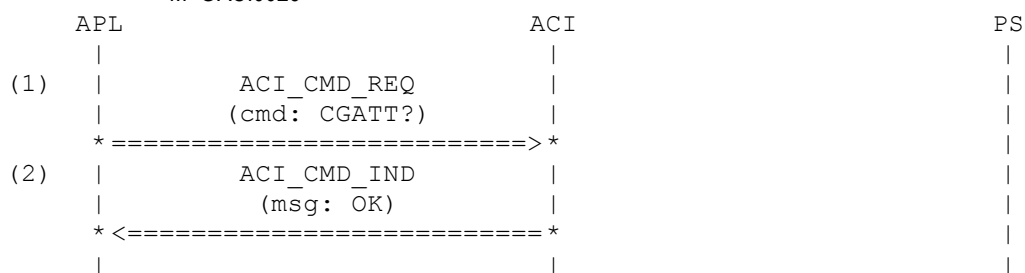 APL ACI PS
| | |
(1) | ACI_CMD_REQ | |
| (cmd: CGATT?) | |
*==========================>* |
(2) | ACI_CMD_IND | |
| (msg: OK) | |
*<==========================* |
| | |